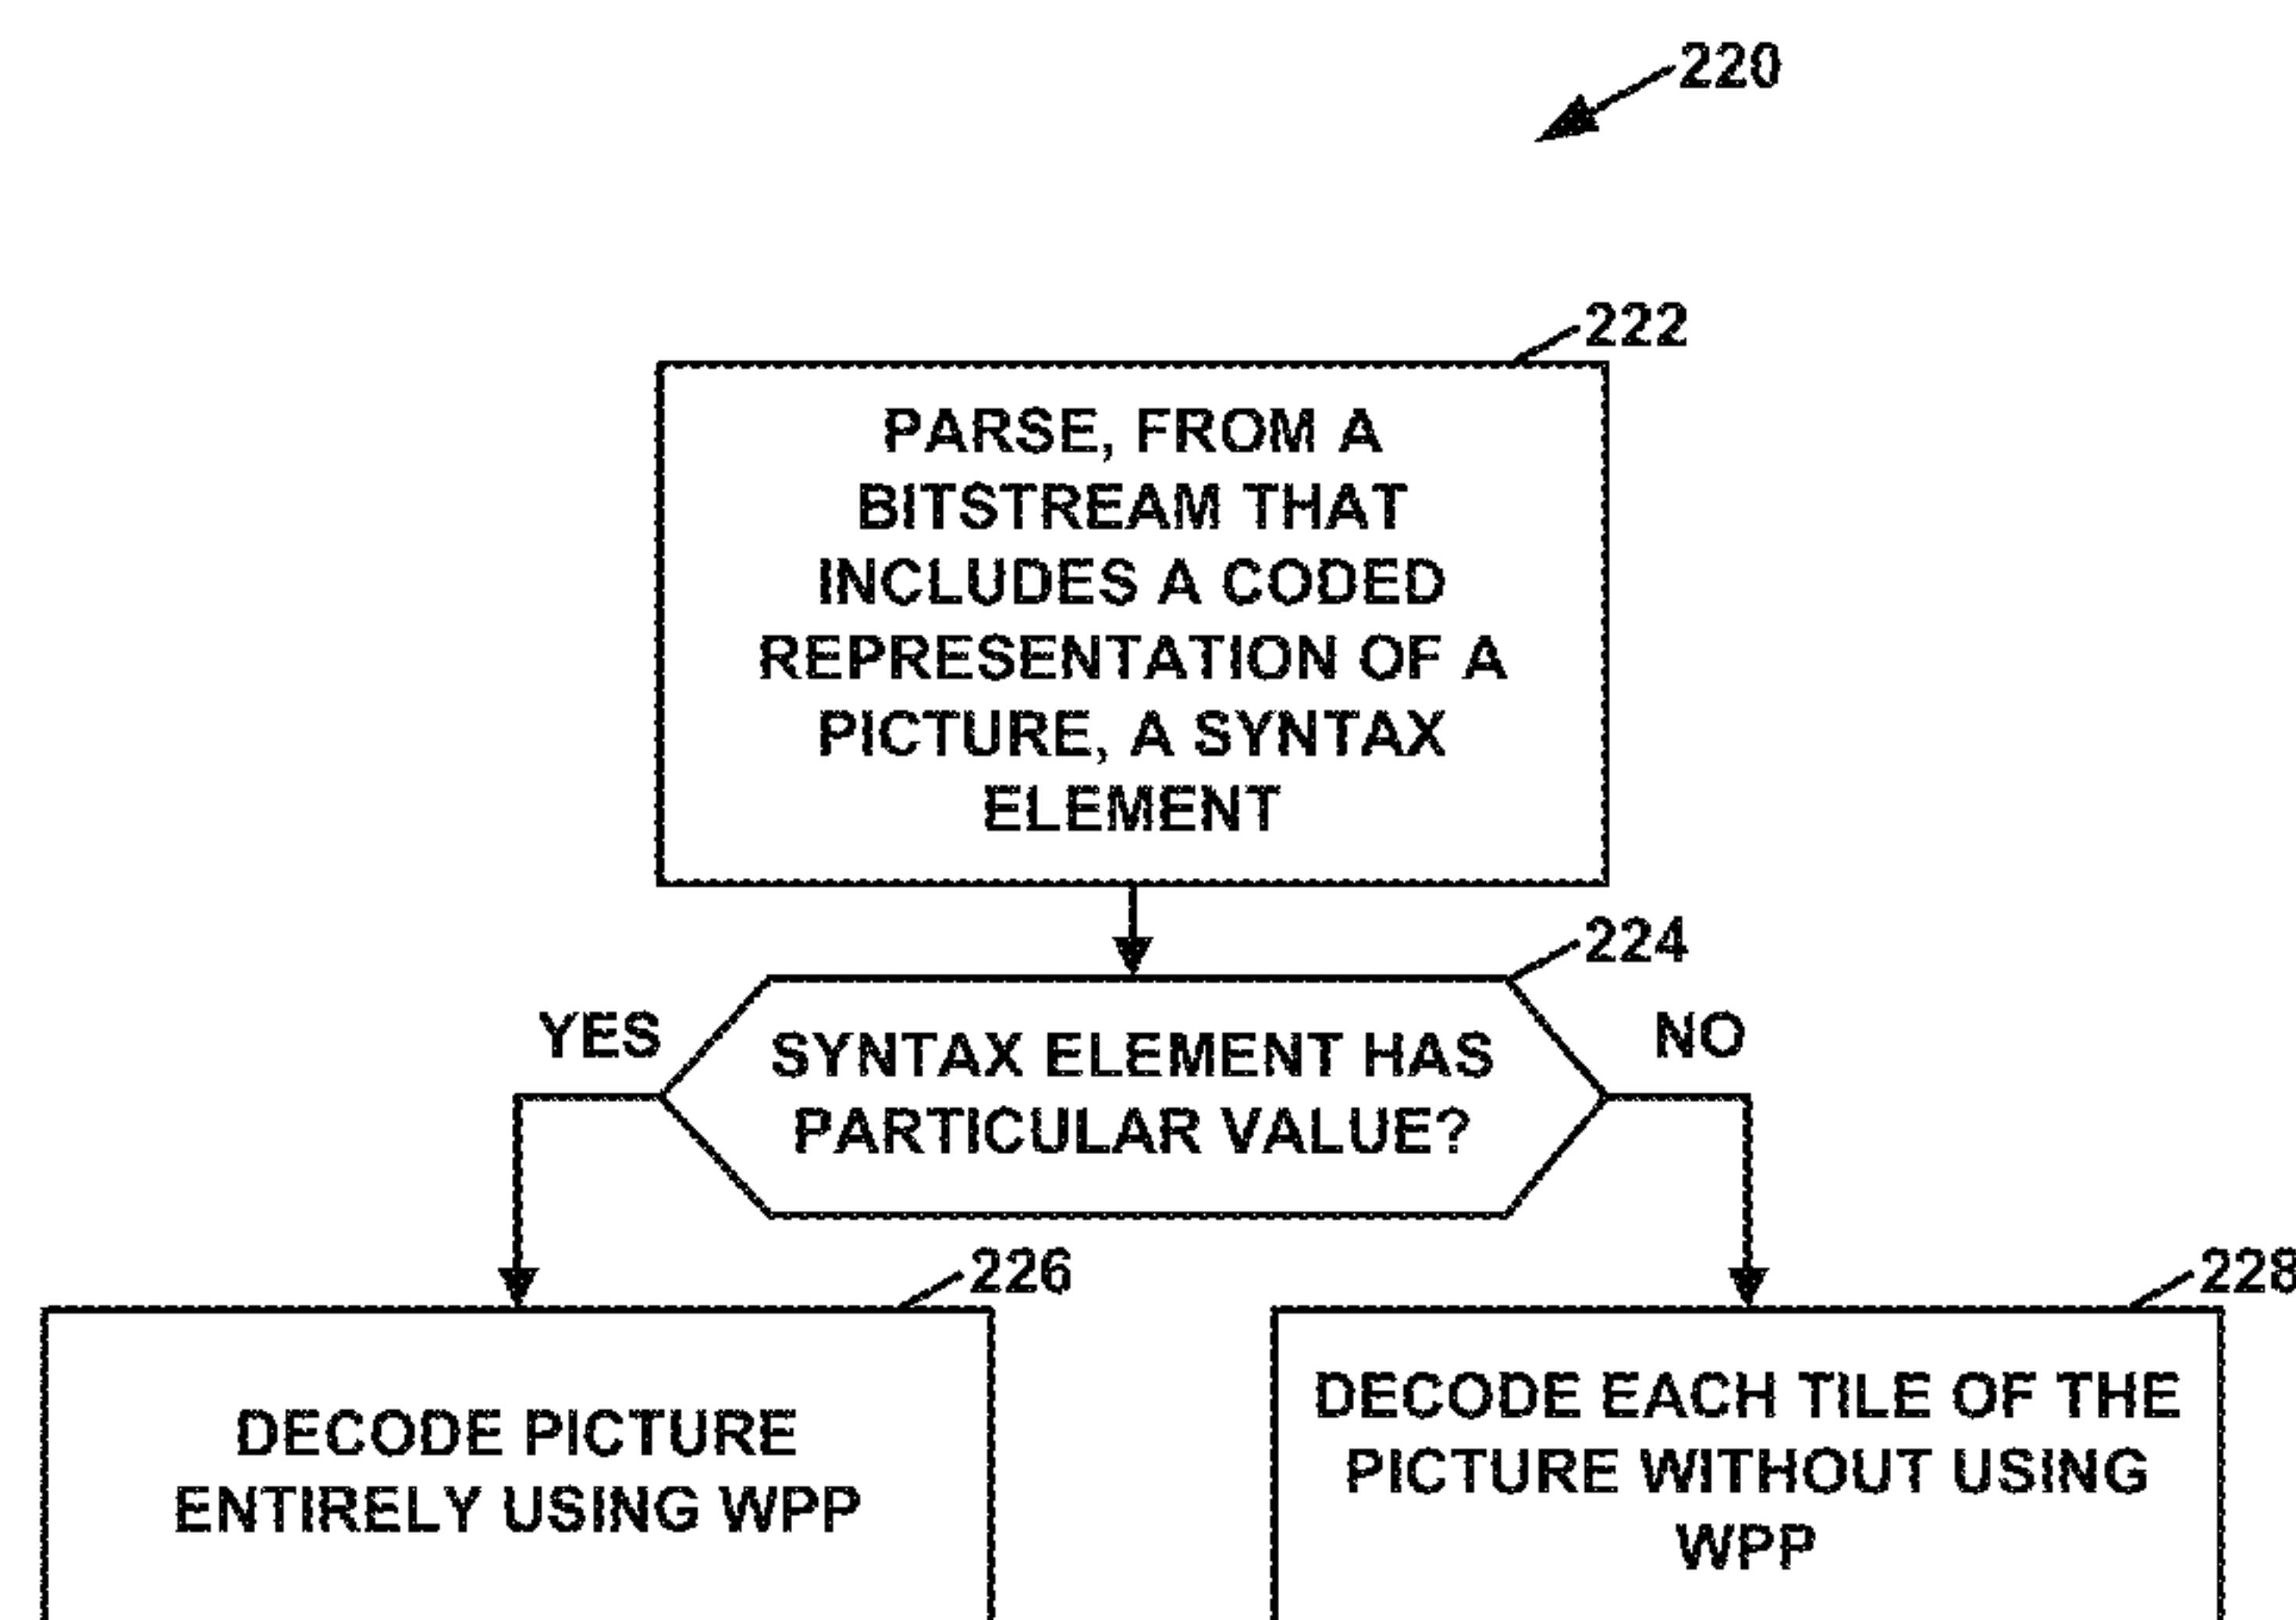 220
222
PARSE, FROM A
BITSTREAM THAT
INCLUDES A CODED
REPRESENTATION OF A
PICTURE, A SYNTAX
ELEMENT
224
YES
NO
SYNTAX ELEMENT HAS
PARTICULAR VALUE?
226
228
DECODE PICTURE
ENTIRELY USING WPP
DECODE EACH TILE OF THE
PICTURE WITHOUT USING
WPP